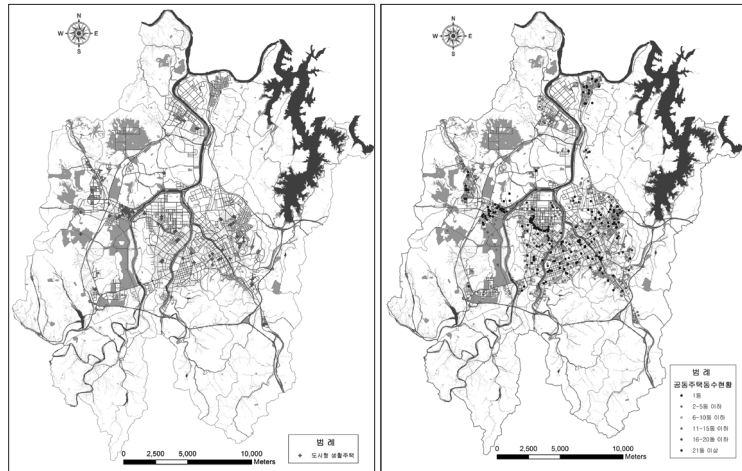 N
W E
S
범 례
도시형 생활주택
0 2,500 5,000 10,000
Meters
N
W E
S
범 례
공동주택동수현황
1동
2-5동 이하
6-10동 이하
11-15동 이하
16-20동 이하
21동 이상
0 2,500 5,000 10,000
Meters